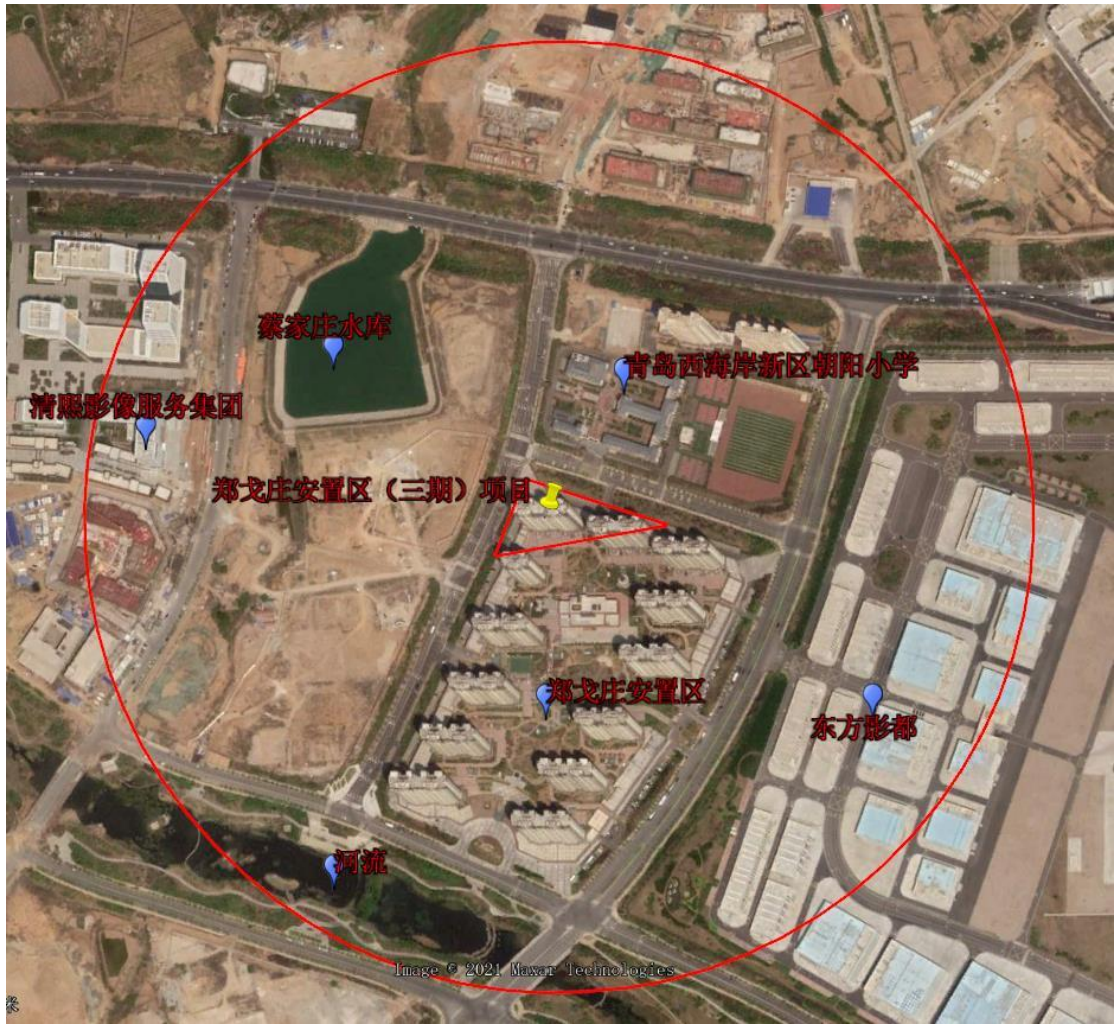 蔡家庄水库
青岛西海岸新区朝阳小学
清熙影像服务集团
郑戈庄安置区（三期）项目
郑戈庄安置区
东方影都
河流
Image © 2021 Maxar Technologies
米